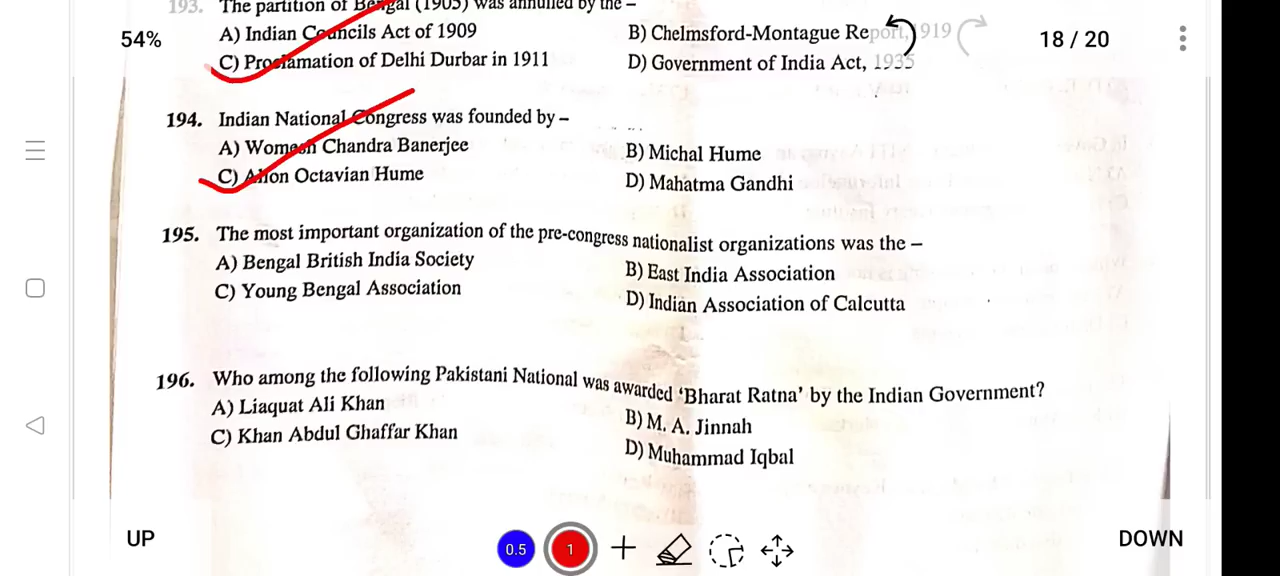 193. The partition of Bengal (1905) was annulled by the –
54%
A) Indian Councils Act of 1909
B) Chelmsford-Montague Report, 1919
18 / 20
C) Proclamation of Delhi Durbar in 1911
D) Government of India Act, 1935
194. Indian National Congress was founded by –
A) Womesh Chandra Banerjee
B) Michal Hume
C) Allon Octavian Hume
D) Mahatma Gandhi
195. The most important organization of the pre-congress nationalist organizations was the –
A) Bengal British India Society
B) East India Association
C) Young Bengal Association
D) Indian Association of Calcutta
196. Who among the following Pakistani National was awarded ‘Bharat Ratna’ by the Indian Government?
A) Liaquat Ali Khan
B) M. A. Jinnah
C) Khan Abdul Ghaffar Khan
D) Muhammad Iqbal
UP
0.5
1
DOWN